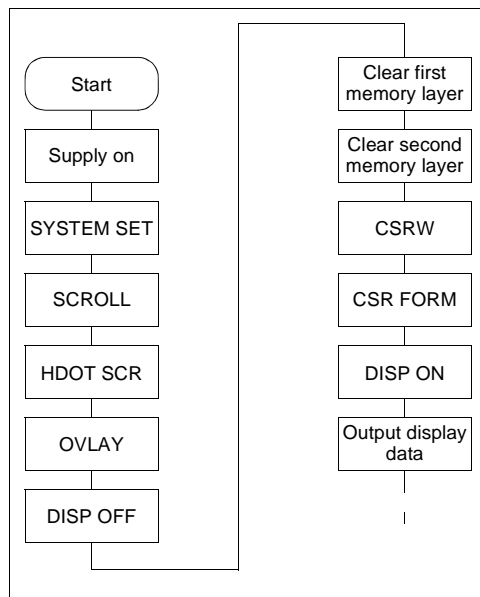 Start
Supply on
SYSTEM SET
SCROLL
HDOT SCR
OVLAY
DISP OFF
Clear first
memory layer
Clear second
memory layer
CSRW
CSR FORM
DISP ON
Output display
data